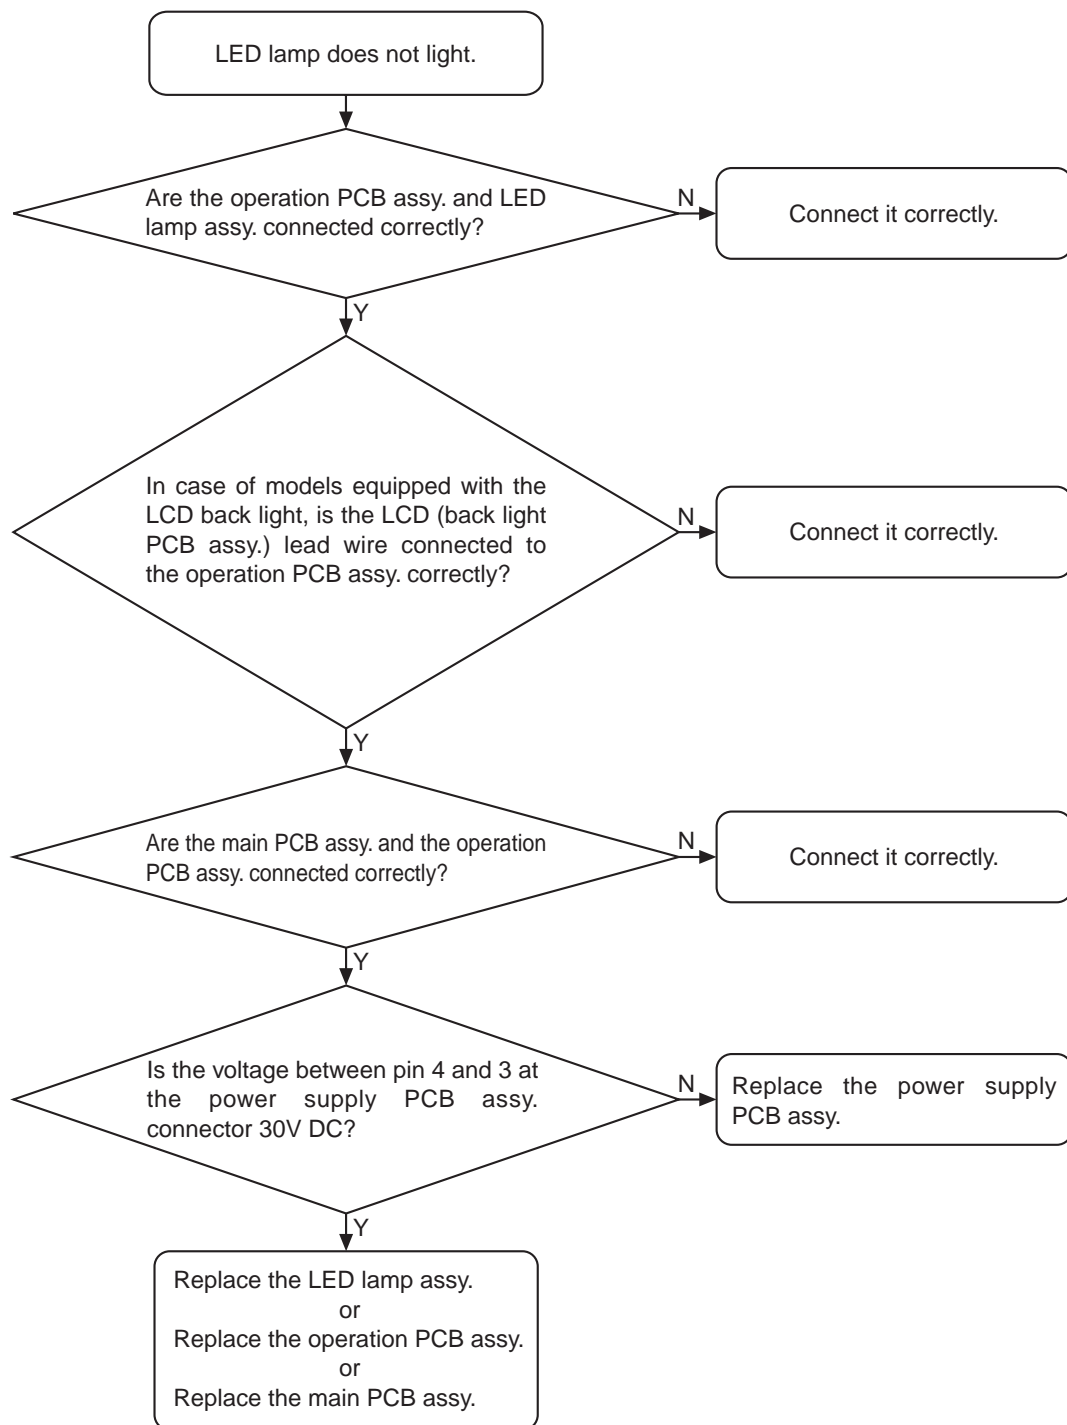 LED lamp does not light.
Are the operation PCB assy. and LED
lamp assy. connected correctly?
N
Connect it correctly.
Y
In case of models equipped with the
LCD back light, is the LCD (back light
PCB assy.) lead wire connected to
the operation PCB assy. correctly?
N
Connect it correctly.
Y
Are the main PCB assy. and the operation
PCB assy. connected correctly?
N
Connect it correctly.
Y
Is the voltage between pin 4 and 3 at
the power supply PCB assy.
connector 30V DC?
N
Replace the power supply
PCB assy.
Y
Replace the LED lamp assy.
or
Replace the operation PCB assy.
or
Replace the main PCB assy.